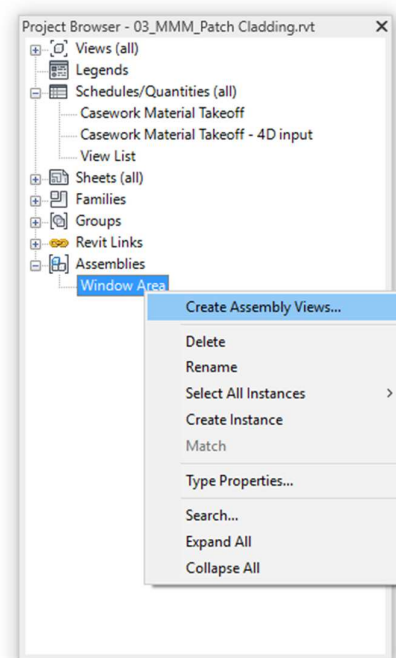 Project Browser - 03_MMM_Patch Cladding.rvt
Views (all)
Legends
Schedules/Quantities (all)
Casework Material Takeoff
Casework Material Takeoff - 4D input
View List
Sheets (all)
Families
Groups
Revit Links
Assemblies
Window Area
Create Assembly Views...
Delete
Rename
Select All Instances
Create Instance
Match
Type Properties...
Search...
Expand All
Collapse All